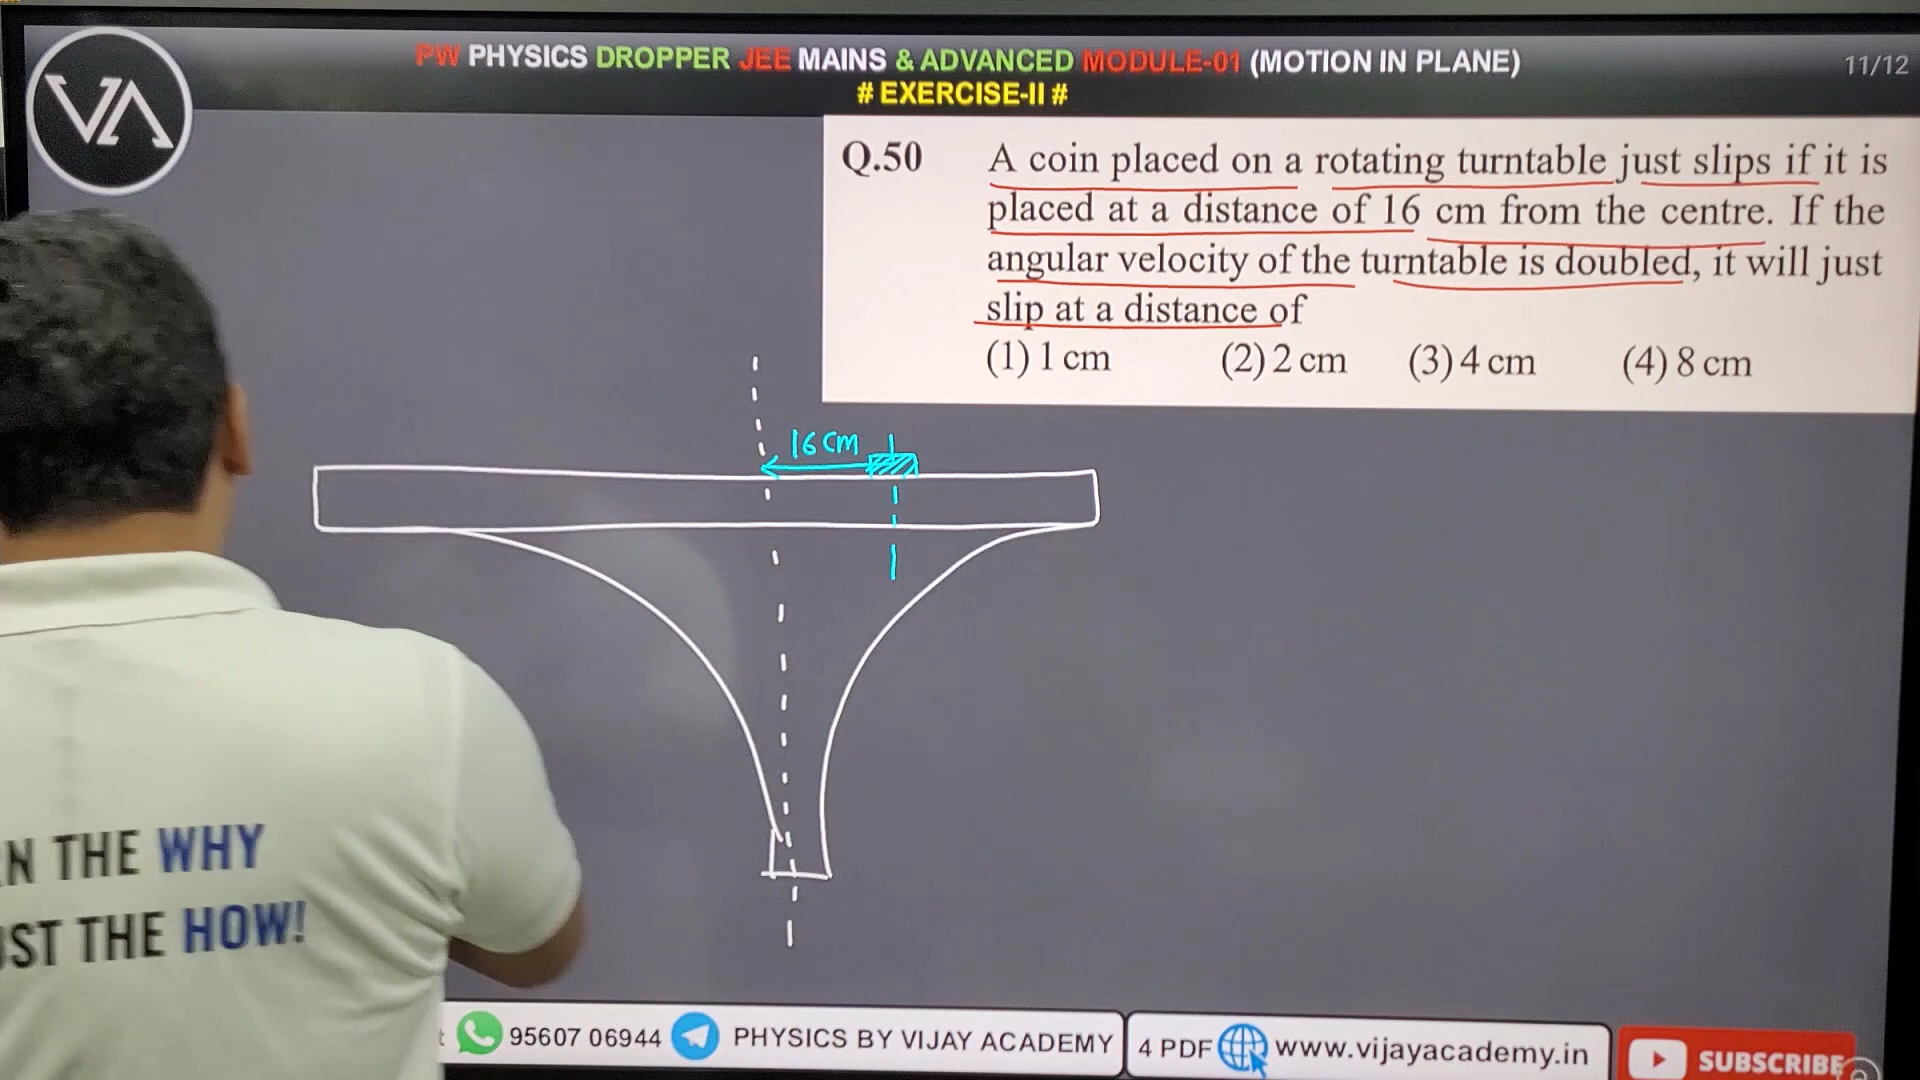 VA
PW PHYSICS DROPPER JEE MAINS & ADVANCED MODULE-01 (MOTION IN PLANE)
# EXERCISE-II #
11/12
Q.50 A coin placed on a rotating turntable just slips if it is
placed at a distance of 16 cm from the centre. If the
angular velocity of the turntable is doubled, it will just
slip at a distance of
(1) 1 cm (2) 2 cm (3) 4 cm (4) 8 cm
16 cm
THE WHY
THE HOW!
95607 06944 PHYSICS BY VIJAY ACADEMY 4 PDF www.vijayacademy.in SUBSCRIBE